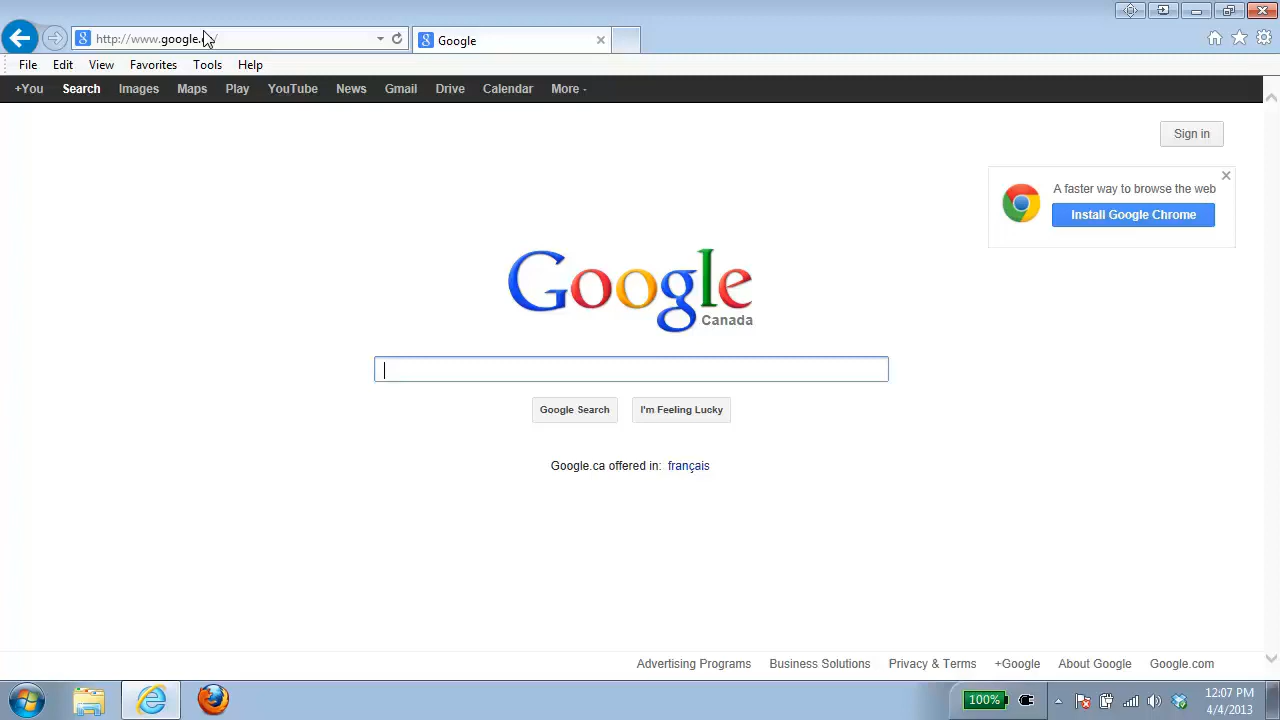 http://www.google.
Google
File Edit View Favorites Tools Help
+You Search Images Maps Play YouTube News Gmail Drive Calendar More
Sign in
A faster way to browse the web
Install Google Chrome
Google
Canada
Google Search I'm Feeling Lucky
Google.ca offered in: français
Advertising Programs Business Solutions Privacy & Terms +Google About Google Google.com
100%
12:07 PM
4/4/2013